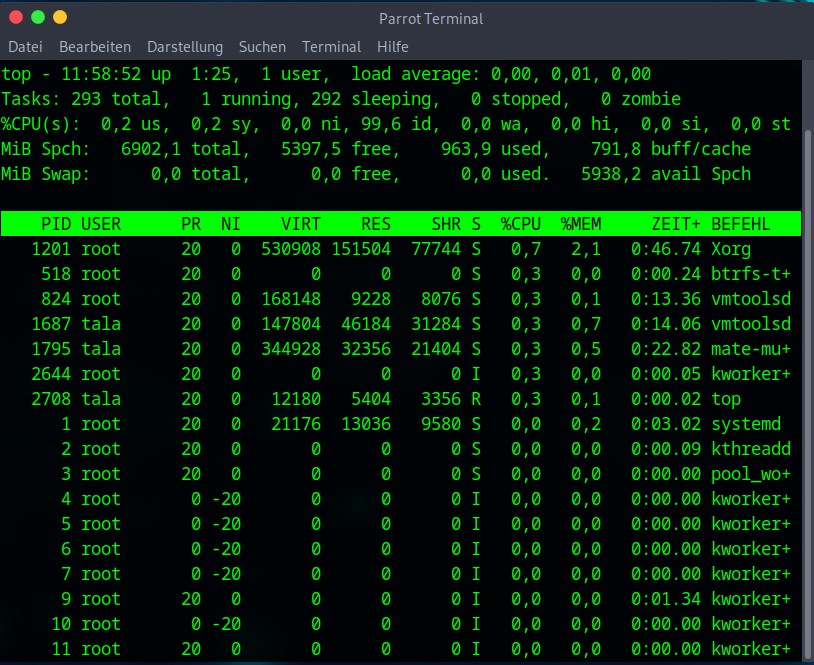 Parrot Terminal
Datei Bearbeiten Darstellung Suchen Terminal Hilfe
top - 11:58:52 up  1:25,  1 user,  load average: 0,00, 0,01, 0,00
Tasks: 293 total,   1 running, 292 sleeping,   0 stopped,   0 zombie
%CPU(s):  0,2 us,  0,2 sy,  0,0 ni, 99,6 id,  0,0 wa,  0,0 hi,  0,0 si,  0,0 st
MiB Spch:   6902,1 total,   5397,5 free,    963,9 used,    791,8 buff/cache
MiB Swap:      0,0 total,      0,0 free,      0,0 used.   5938,2 avail Spch
    PID USER      PR  NI    VIRT    RES    SHR S  %CPU  %MEM     ZEIT+ BEFEHL
   1201 root      20   0  530908 151504  77744 S   0,7   2,1   0:46.74 Xorg
    518 root      20   0       0      0      0 S   0,3   0,0   0:00.24 btrfs-t+
    824 root      20   0  168148   9228   8076 S   0,3   0,1   0:13.36 vmtoolsd
   1687 tala      20   0  147804  46184  31284 S   0,3   0,7   0:14.06 vmtoolsd
   1795 tala      20   0  344928  32356  21404 S   0,3   0,5   0:22.82 mate-mu+
   2644 root      20   0       0      0      0 I   0,3   0,0   0:00.05 kworker+
   2708 tala      20   0   12180   5404   3356 R   0,3   0,1   0:00.02 top
      1 root      20   0   21176  13036   9580 S   0,0   0,2   0:03.02 systemd
      2 root      20   0       0      0      0 S   0,0   0,0   0:00.09 kthreadd
      3 root      20   0       0      0      0 S   0,0   0,0   0:00.00 pool_wo+
      4 root       0 -20       0      0      0 I   0,0   0,0   0:00.00 kworker+
      5 root       0 -20       0      0      0 I   0,0   0,0   0:00.00 kworker+
      6 root       0 -20       0      0      0 I   0,0   0,0   0:00.00 kworker+
      7 root       0 -20       0      0      0 I   0,0   0,0   0:00.00 kworker+
      9 root      20   0       0      0      0 I   0,0   0,0   0:01.34 kworker+
     10 root       0 -20       0      0      0 I   0,0   0,0   0:00.00 kworker+
     11 root      20   0       0      0      0 I   0,0   0,0   0:00.00 kworker+